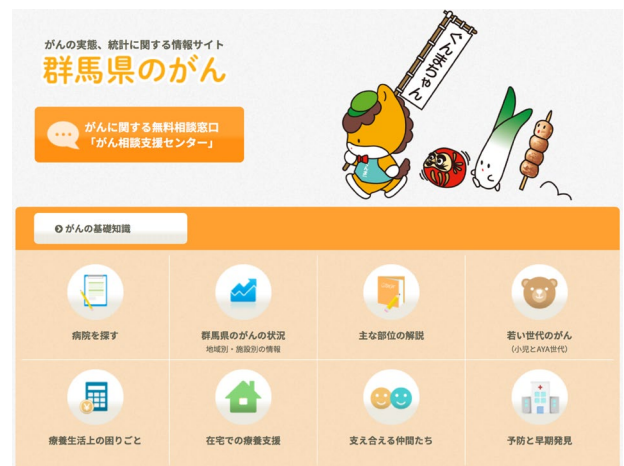 がんの実態、統計に関する情報サイト
群馬県のがん
ぐんまちゃん
がんに関する無料相談窓口
「がん相談支援センター」
がんの基礎知識
病院を探す
群馬県のがんの状況
地域別・施設別の情報
主な部位の解説
若い世代のがん
(小児とAYA世代)
療養生活上の困りごと
在宅での療養支援
支え合える仲間たち
予防と早期発見